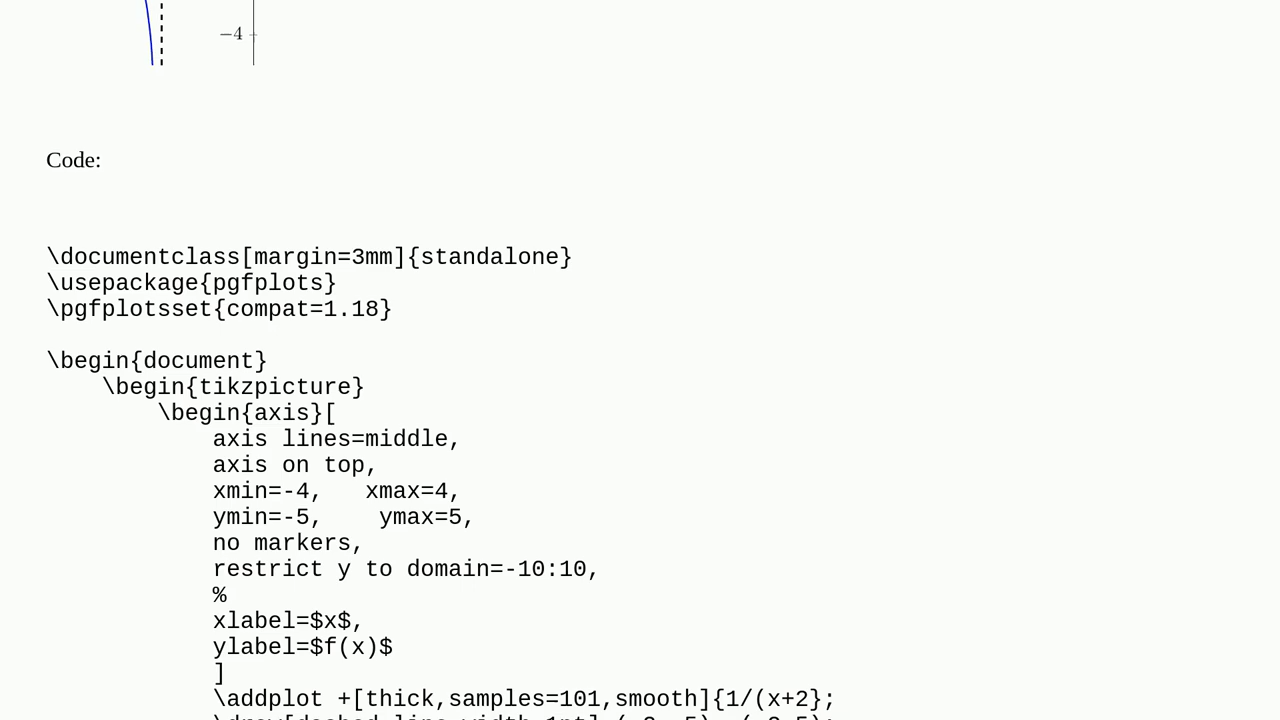 −4
Code:
\documentclass[margin=3mm]{standalone}
\usepackage{pgfplots}
\pgfplotsset{compat=1.18}
\begin{document}
    \begin{tikzpicture}
        \begin{axis}[
            axis lines=middle,
            axis on top,
            xmin=-4,   xmax=4,
            ymin=-5,    ymax=5,
            no markers,
            restrict y to domain=-10:10,
            %
            xlabel=$x$,
            ylabel=$f(x)$
            ]
            \addplot +[thick,samples=101,smooth]{1/(x+2};